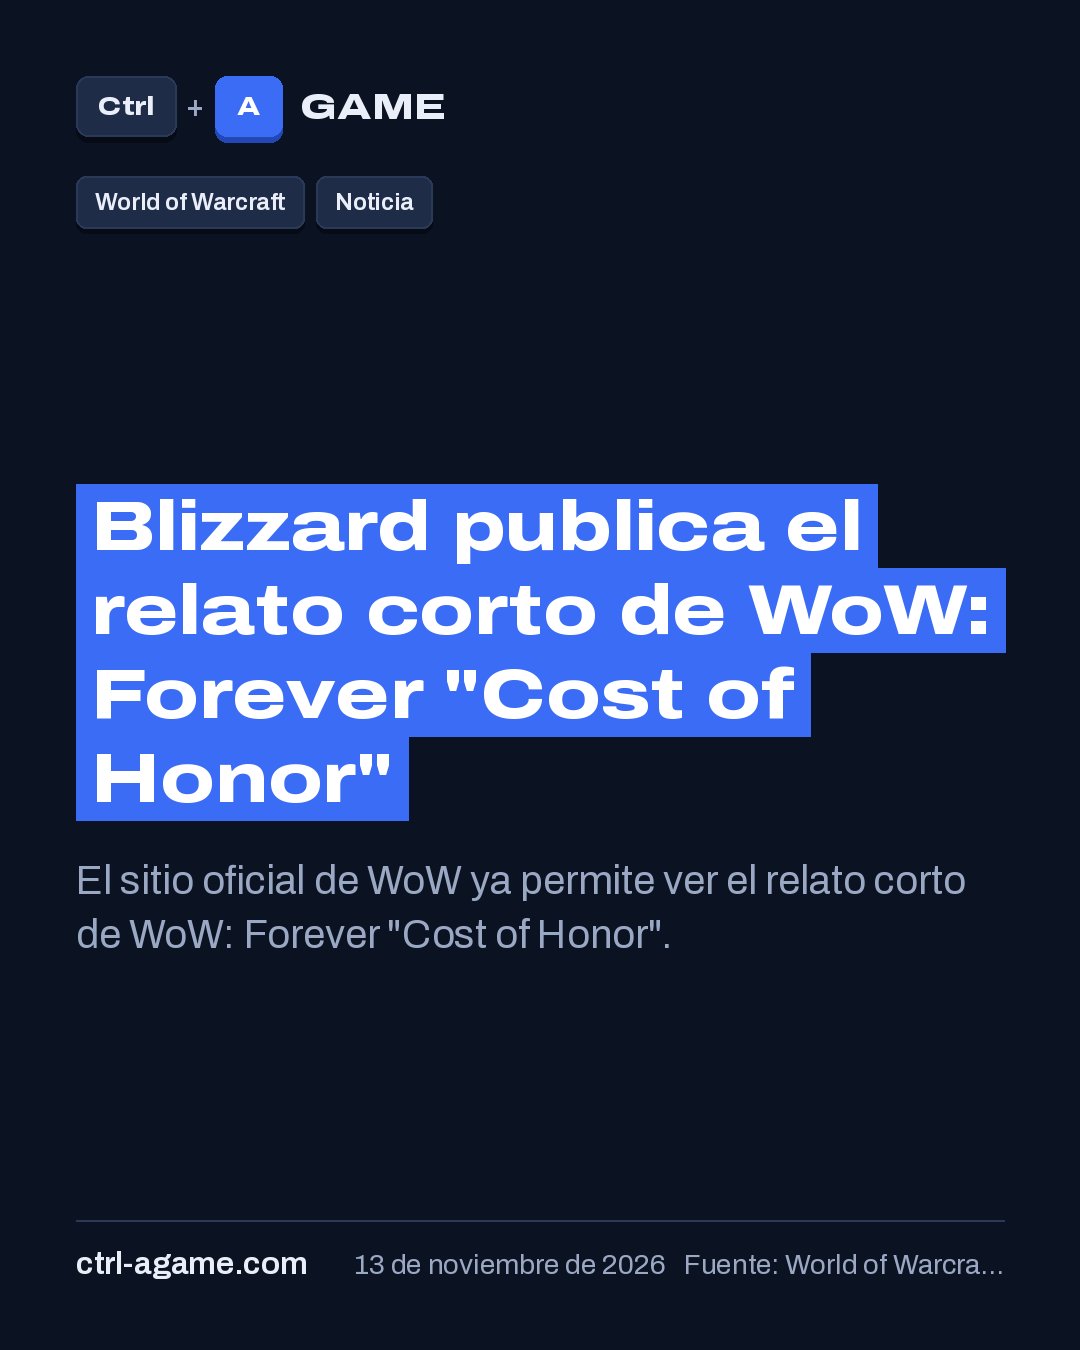 Ctrl + A GAME
World of Warcraft Noticia
Blizzard publica el
relato corto de WoW:
Forever "Cost of
Honor"
El sitio oficial de WoW ya permite ver el relato corto
de WoW: Forever "Cost of Honor".
ctrl-agame.com 13 de noviembre de 2026 Fuente: World of Warcra...